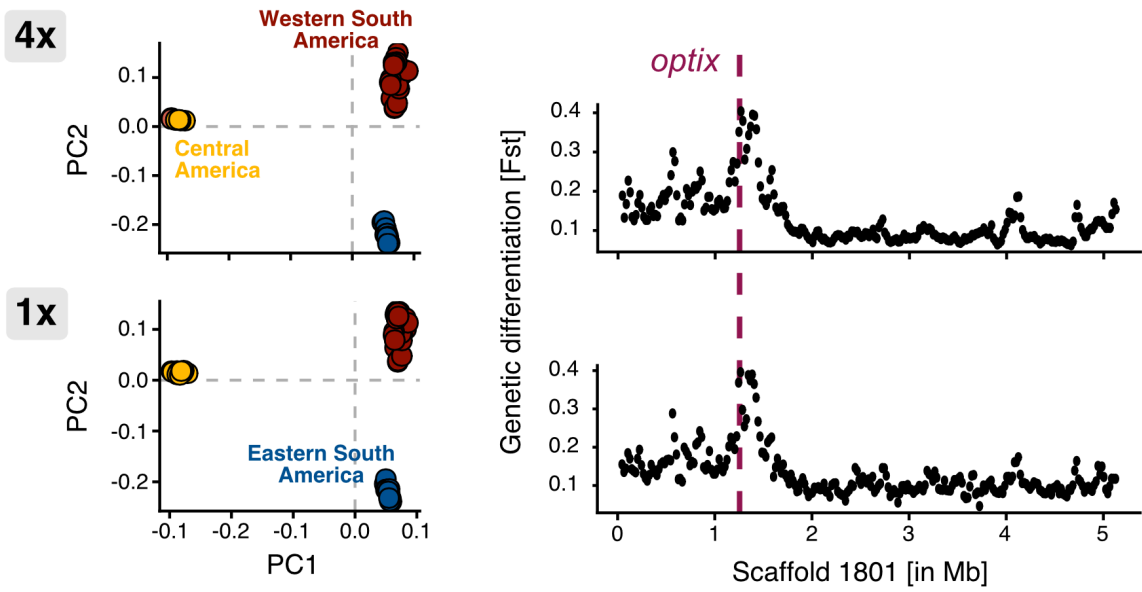 4x
Western South
America
PC2
0.1
0.0
-0.1
-0.2
Central
America
optix
Genetic differentiation [Fst]
0.4
0.3
0.2
0.1
1x
PC2
0.1
0.0
-0.1
-0.2
Eastern South
America
-0.1
-0.2
-0.1
0.0
0.1
PC1
0.4
0.3
0.2
0.1
0
1
2
3
4
5
Scaffold 1801 [in Mb]